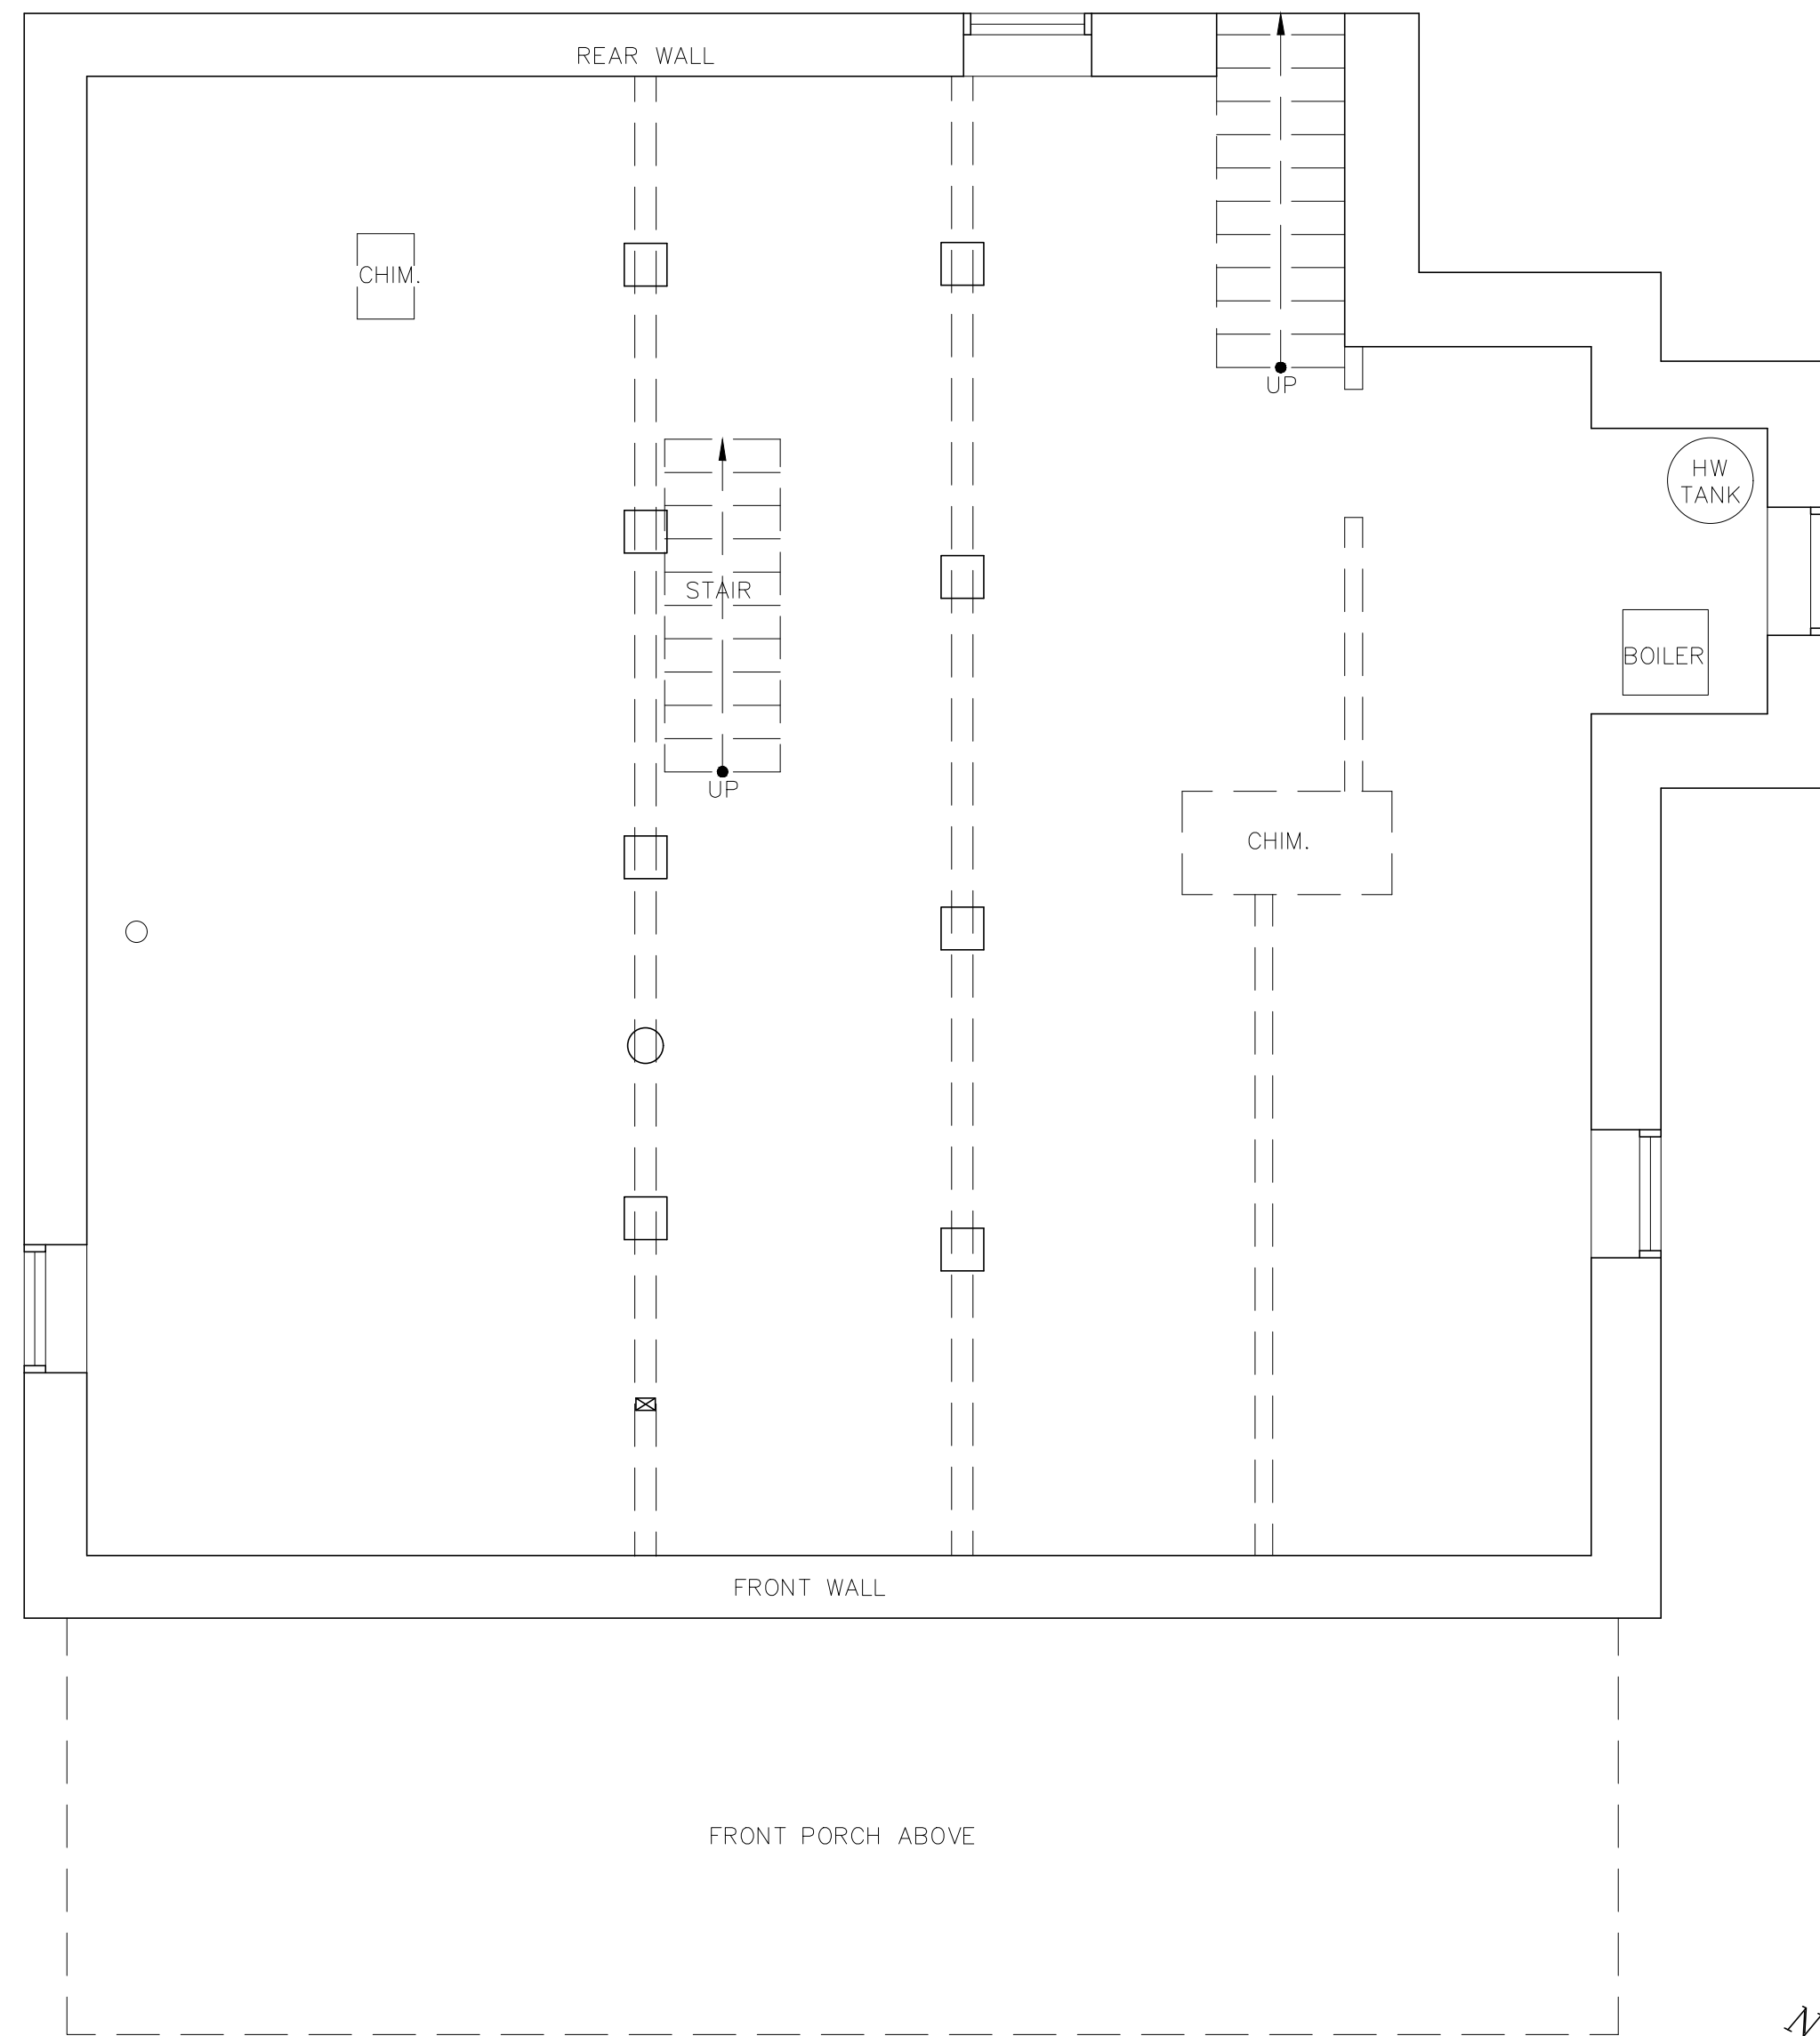 REAR WALL
CHIM.
UP
HW
TANK
STAIR
BOILER
UP
CHIM.
FRONT WALL
FRONT PORCH ABOVE
N